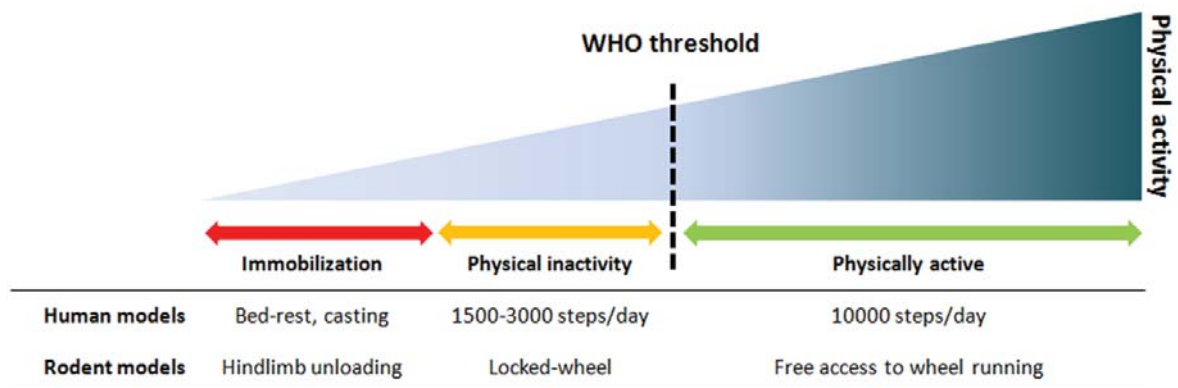 WHO threshold
Physical activity
Immobilization Physical inactivity Physically active
Human models Bed-rest, casting 1500-3000 steps/day 10000 steps/day
Rodent models Hindlimb unloading Locked-wheel Free access to wheel running